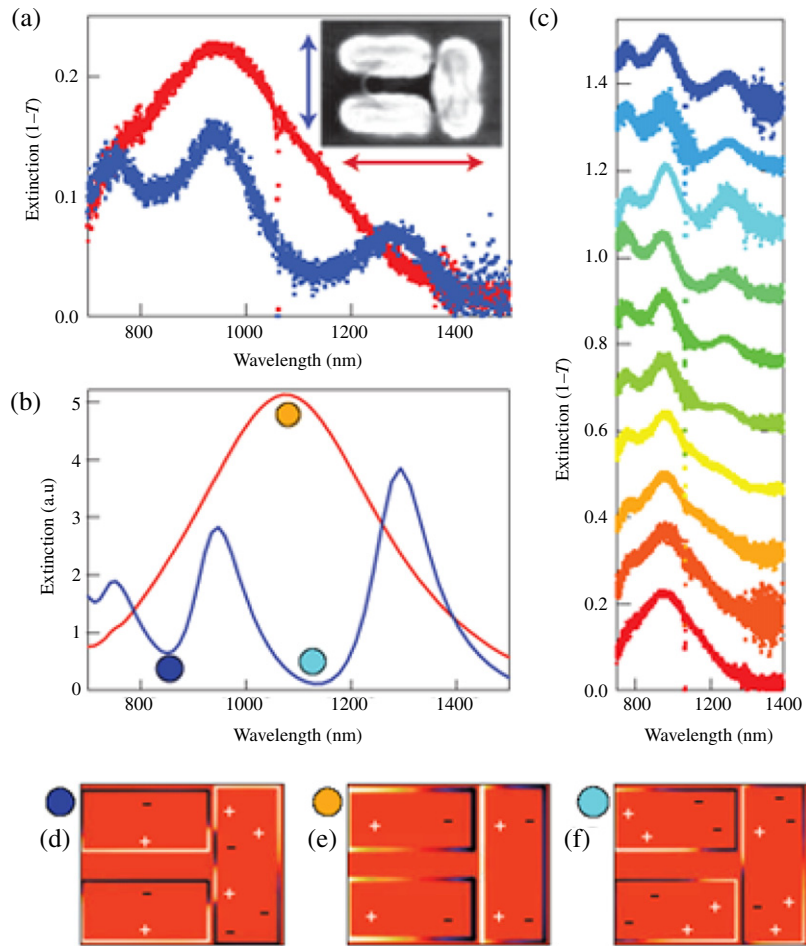 (a)
Extinction (1–T)
0.2
0.1
0.0
800 1000 1200 1400
Wavelength (nm)
(b)
Extinction (a.u)
5
4
3
2
1
0
800 1000 1200 1400
Wavelength (nm)
(c)
Extinction (1–T)
1.4
1.2
1.0
0.8
0.6
0.4
0.2
0.0
800 1000 1200 1400
Wavelength (nm)
(d)
- + - + + + - + - + -
(e)
+ - + - + -
(f)
+ + - - - - + + + - + - + -